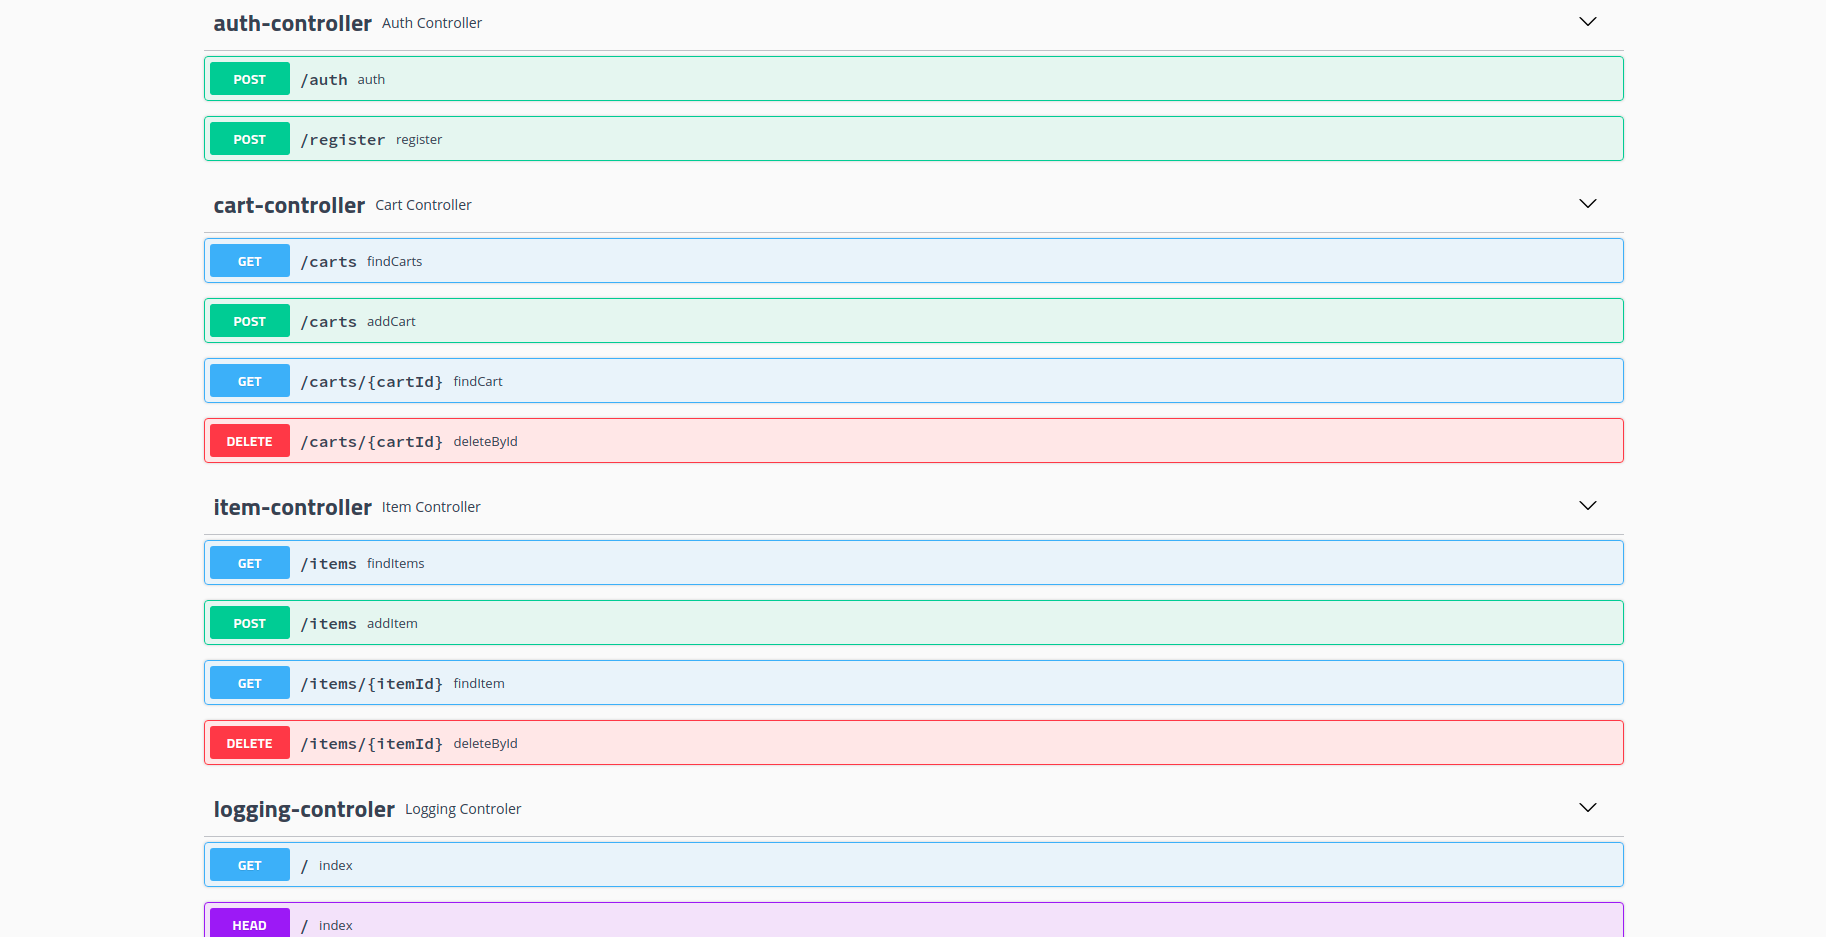 auth-controller Auth Controller
POST /auth auth
POST /register register
cart-controller Cart Controller
GET /carts findCarts
POST /carts addCart
GET /carts/{cartId} findCart
DELETE /carts/{cartId} deleteById
item-controller Item Controller
GET /items findItems
POST /items addItem
GET /items/{itemId} findItem
DELETE /items/{itemId} deleteById
logging-controler Logging Controler
GET / index
HEAD / index